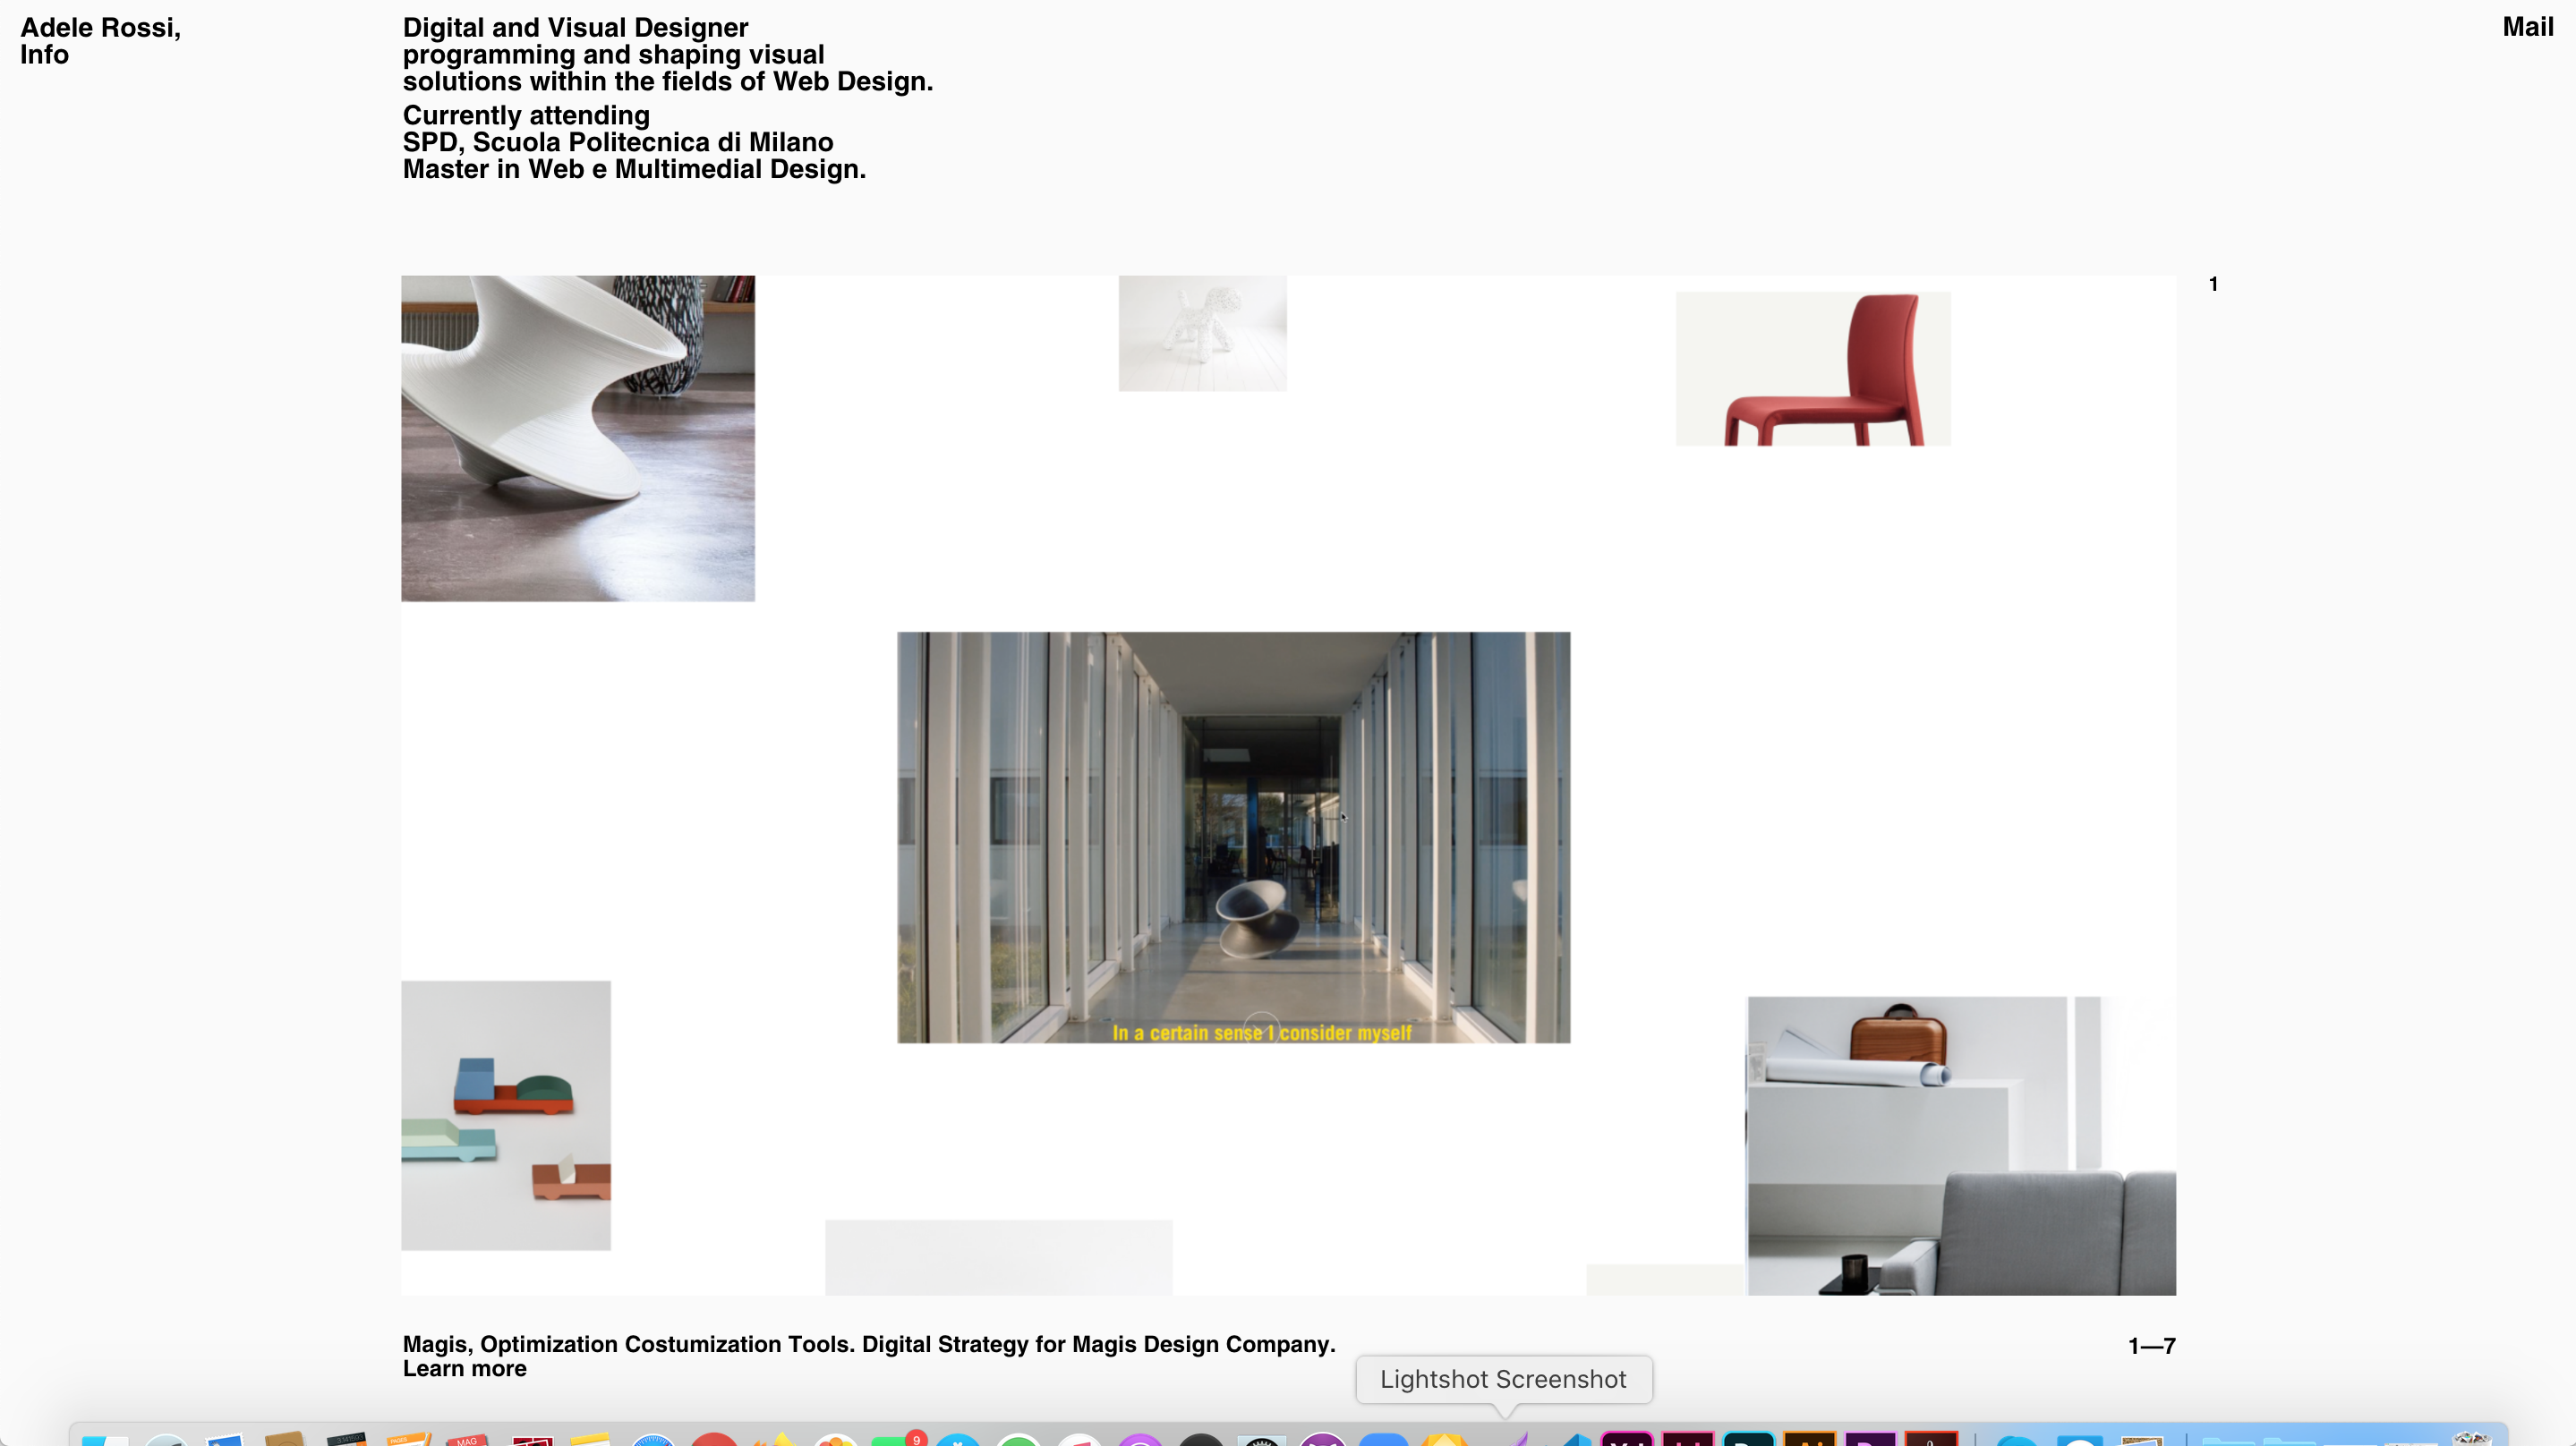 Adele Rossi,
Info
Digital and Visual Designer
programming and shaping visual
solutions within the fields of Web Design.
Currently attending
SPD, Scuola Politecnica di Milano
Master in Web e Multimedial Design.
Mail
1
In a certain sense I consider myself
Magis, Optimization Costumization Tools. Digital Strategy for Magis Design Company.
Learn more
1—7
Lightshot Screenshot
MAG
9